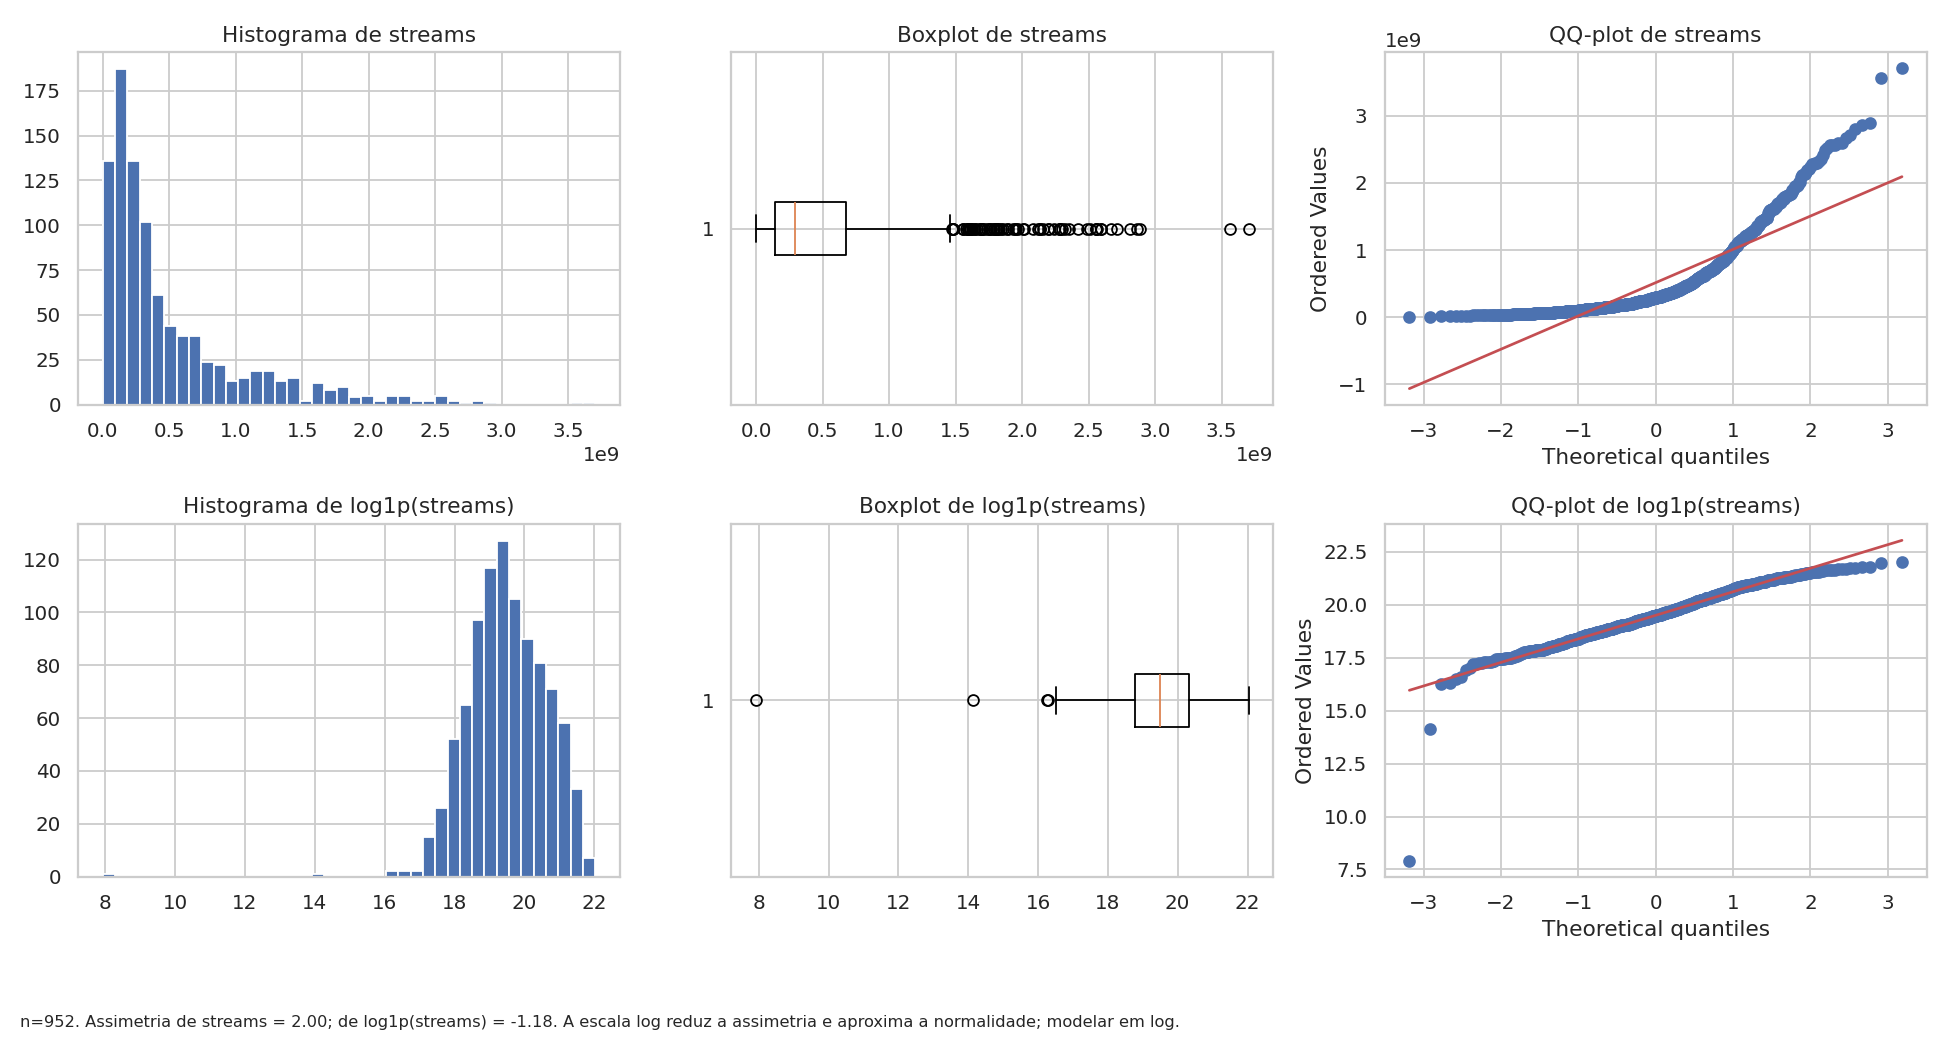 Histograma de streams
175
150
125
100
75
50
25
0
0.0 0.5 1.0 1.5 2.0 2.5 3.0 3.5
1e9
Boxplot de streams
1
0.0 0.5 1.0 1.5 2.0 2.5 3.0 3.5
1e9
QQ-plot de streams
1e9
Ordered Values
3
2
1
0
−1
−3 −2 −1 0 1 2 3
Theoretical quantiles
Histograma de log1p(streams)
120
100
80
60
40
20
0
8 10 12 14 16 18 20 22
Boxplot de log1p(streams)
1
8 10 12 14 16 18 20 22
QQ-plot de log1p(streams)
Ordered Values
22.5
20.0
17.5
15.0
12.5
10.0
7.5
−3 −2 −1 0 1 2 3
Theoretical quantiles
n=952. Assimetria de streams = 2.00; de log1p(streams) = -1.18. A escala log reduz a assimetria e aproxima a normalidade; modelar em log.